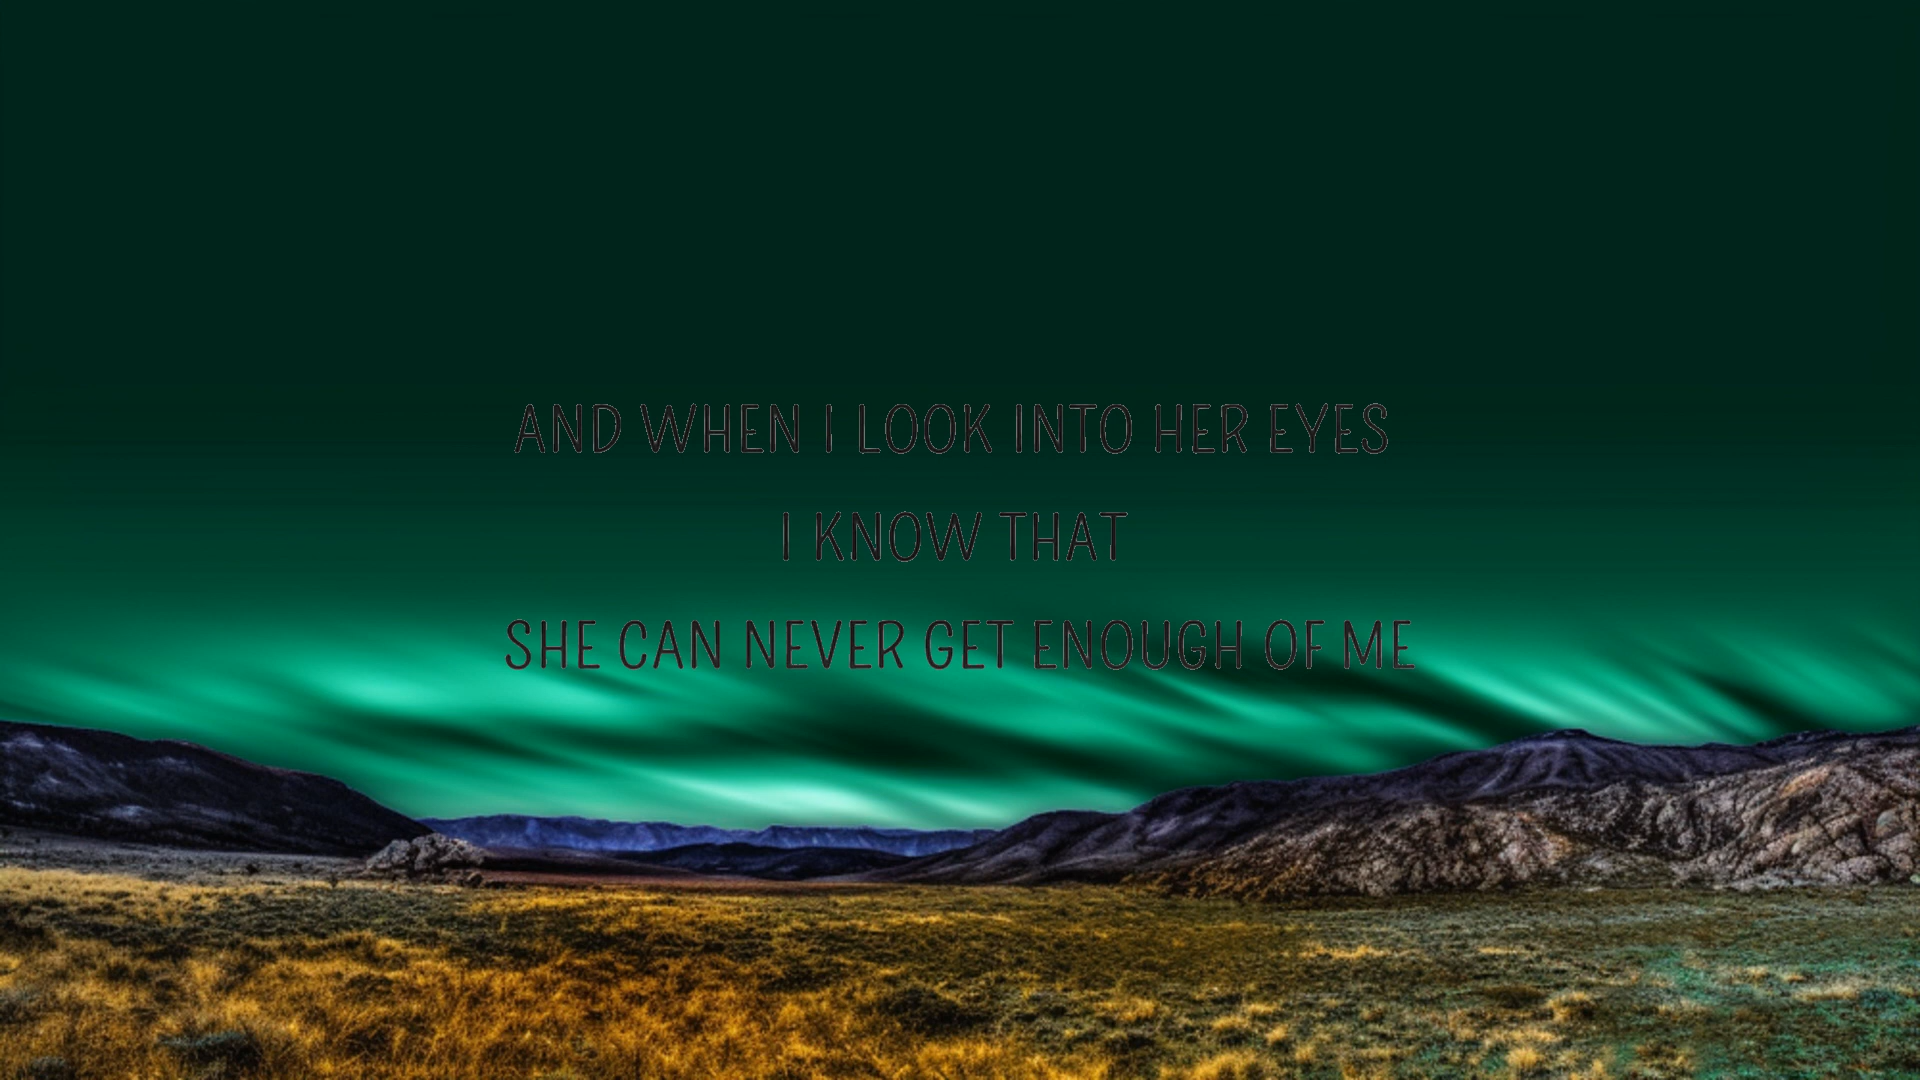 AND WHEN I LOOK INTO HER EYES
I KNOW THAT
SHE CAN NEVER GET ENOUGH OF ME